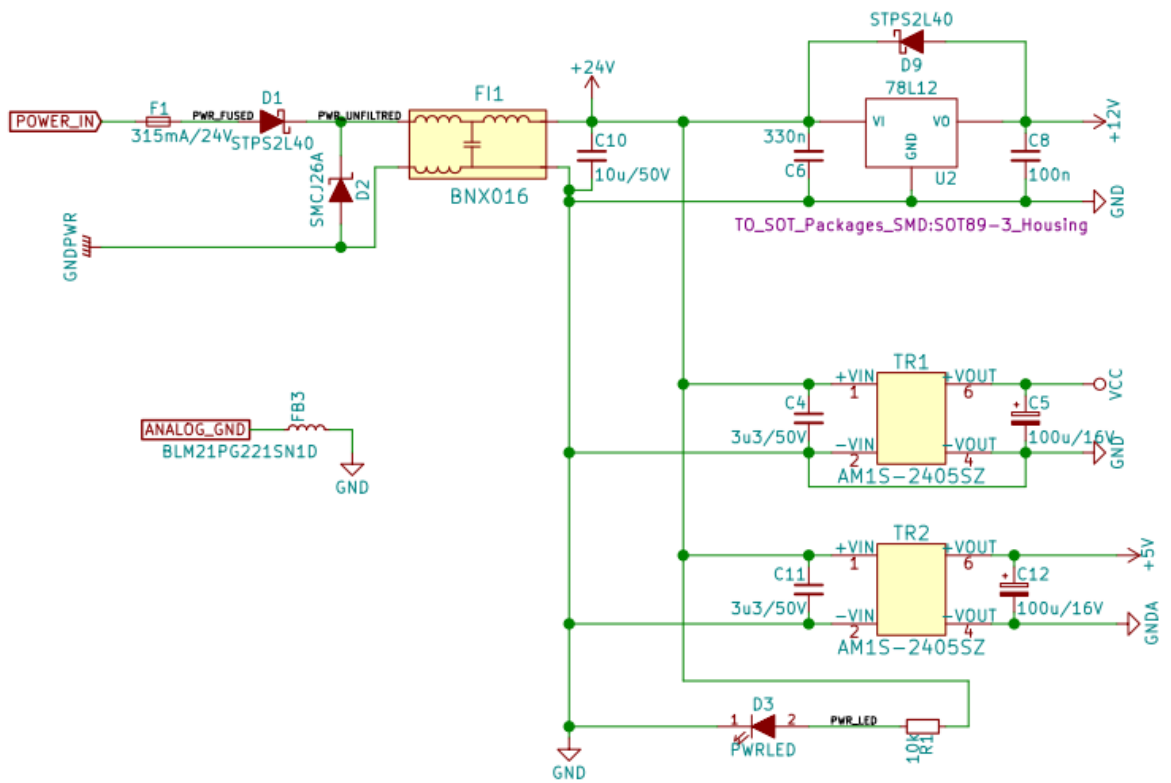 STPS2L40
D9
+24V
78L12
FI1
POWER_IN
F1
PWR_FUSED
D1
PWR_UNFILTRED
315mA/24V
STPS2L40
VI
VO
GND
+12V
330n
C6
C10
10u/50V
C8
100n
U2
SMCJ26A
D2
BNX016
GNDPWR
GND
TO_SOT_Packages_SMD:SOT89-3_Housing
TR1
+VIN
+VOUT
1
6
VCC
C4
C5
3u3/50V
100u/16V
-VIN
-VOUT
2
4
GND
AM1S-2405SZ
FB3
ANALOG_GND
BLM21PG221SN1D
GND
TR2
+VIN
+VOUT
1
6
+5V
C11
C12
3u3/50V
100u/16V
-VIN
-VOUT
2
4
GNDA
AM1S-2405SZ
D3
1
2
PWR_LED
PWRLED
10k
R1
GND